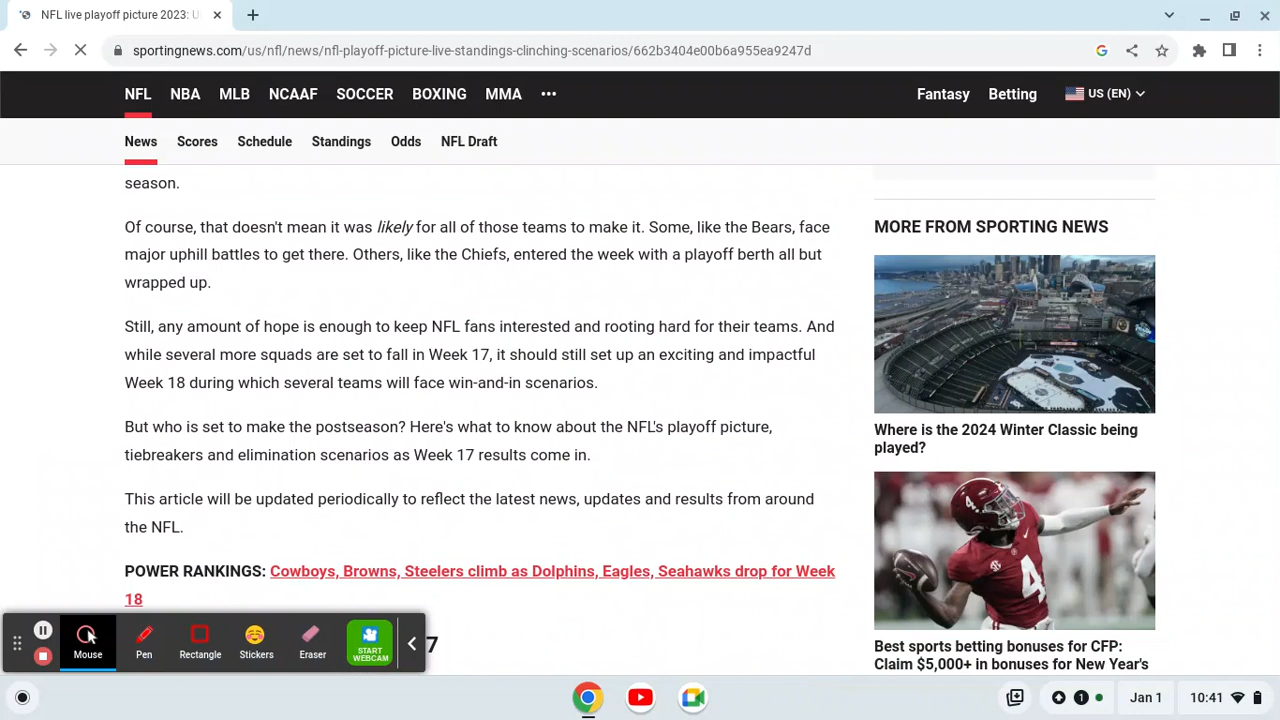 NFL live playoff picture 2023: U
sportingnews.com/us/nfl/news/nfl-playoff-picture-live-standings-clinching-scenarios/662b3404e00b6a955ea9247d
NFL NBA MLB NCAAF SOCCER BOXING MMA ••• Fantasy Betting US (EN)
News Scores Schedule Standings Odds NFL Draft
season.
Of course, that doesn't mean it was likely for all of those teams to make it. Some, like the Bears, face
major uphill battles to get there. Others, like the Chiefs, entered the week with a playoff berth all but
wrapped up.
Still, any amount of hope is enough to keep NFL fans interested and rooting hard for their teams. And
while several more squads are set to fall in Week 17, it should still set up an exciting and impactful
Week 18 during which several teams will face win-and-in scenarios.
But who is set to make the postseason? Here's what to know about the NFL's playoff picture,
tiebreakers and elimination scenarios as Week 17 results come in.
This article will be updated periodically to reflect the latest news, updates and results from around
the NFL.
POWER RANKINGS: Cowboys, Browns, Steelers climb as Dolphins, Eagles, Seahawks drop for Week
18
7
MORE FROM SPORTING NEWS
Where is the 2024 Winter Classic being
played?
4
4
Best sports betting bonuses for CFP:
Claim $5,000+ in bonuses for New Year's
Mouse Pen Rectangle Stickers Eraser START
WEBCAM
1 Jan 1 10:41